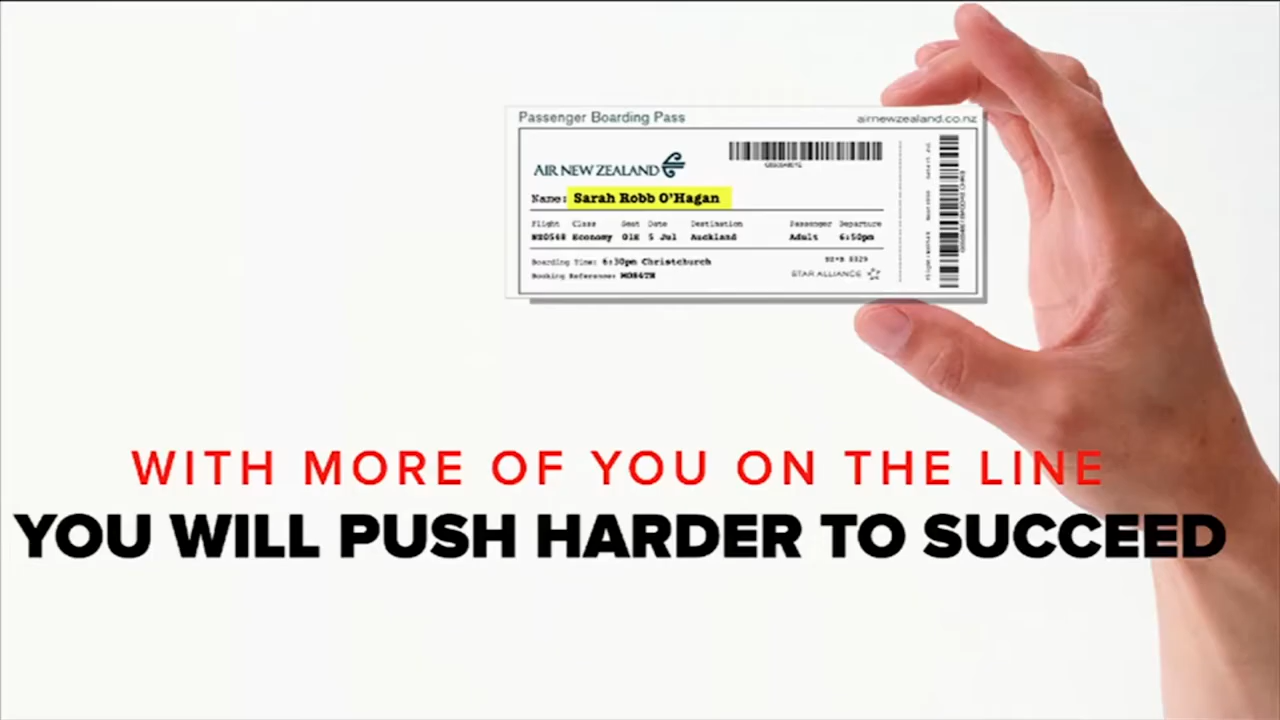 Passenger Boarding Pass airnewzealand.co.nz
AIR NEW ZEALAND
Name: Sarah Robb O'Hagan
Flight Class Seat Date Destination Passenger Departure
NZ0548 Economy 01E 5 Jul Auckland Adult 6:50pm
Boarding Time: 6:30pm Christchurch
Booking Reference:
STAR ALLIANCE
WITH MORE OF YOU ON THE LINE
YOU WILL PUSH HARDER TO SUCCEED